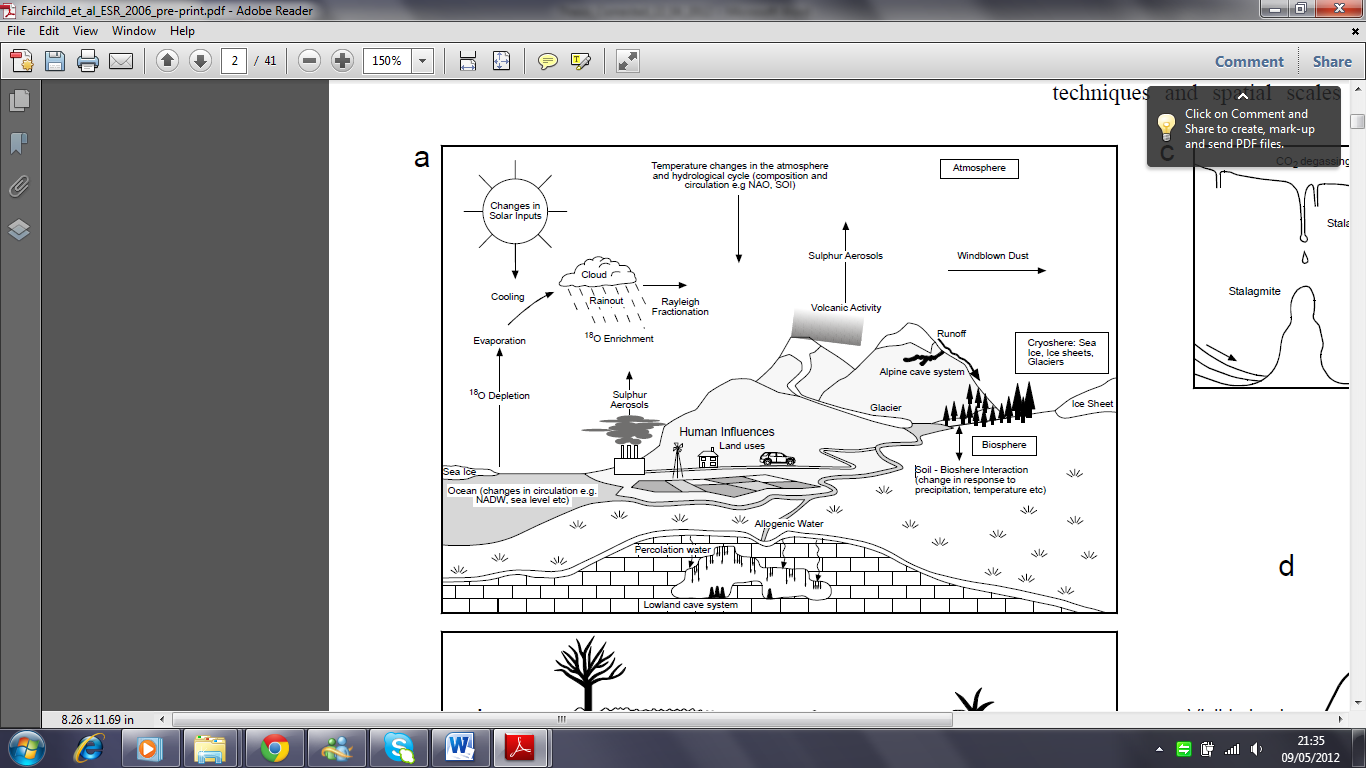 Fairchild_et_al_ESR_2006_pre-print.pdf - Adobe Reader
File Edit View Window Help
2 / 41
150%
Comment
Share
techniques and spatial scales
Click on Comment and
Share to create, mark-up
and send PDF files.
a
Changes in
Solar Inputs
Temperature changes in the atmosphere
and hydrological cycle (composition and
circulation e.g NAO, SOI)
Atmosphere
Cooling
Cloud
Rainout
Rayleigh
Fractionation
18O Enrichment
Evaporation
18O Depletion
Sulphur
Aerosols
Sulphur Aerosols
Volcanic Activity
Windblown Dust
Runoff
Alpine cave system
Cryoshere: Sea
Ice, Ice sheets,
Glaciers
Glacier
Ice Sheet
Human Influences
Land uses
Biosphere
Soil - Bioshere Interaction
(change in response to
precipitation, temperature etc)
Sea Ice
Ocean (changes in circulation e.g.
NADW, sea level etc)
Allogenic Water
Percolation water
Lowland cave system
C
CO2 degassing
Stala
Stalagmite
d
8.26 x 11.69 in
21:35
09/05/2012